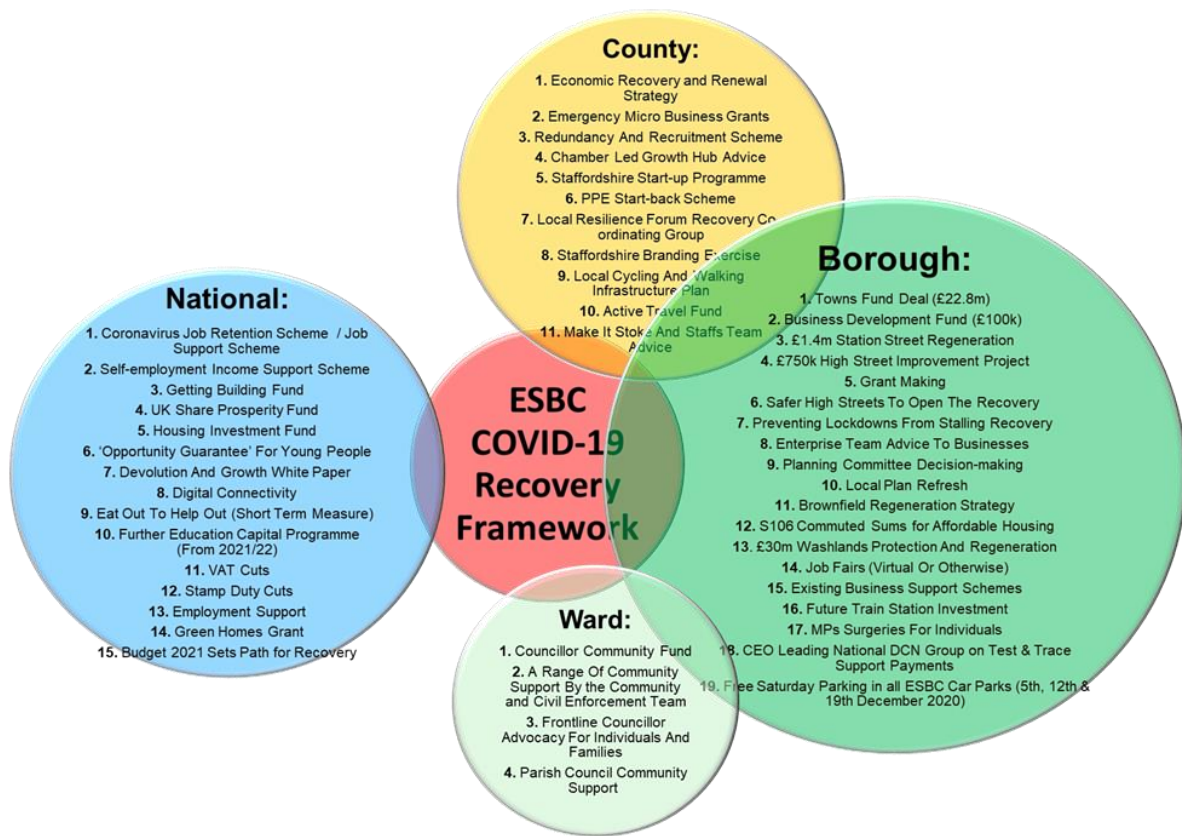 County:
1. Economic Recovery and Renewal
Strategy
2. Emergency Micro Business Grants
3. Redundancy And Recruitment Scheme
4. Chamber Led Growth Hub Advice
5. Staffordshire Start-up Programme
6. PPE Start-back Scheme
7. Local Resilience Forum Recovery Co-
ordinating Group
8. Staffordshire Branding Exercise
9. Local Cycling And Walking
Infrastructure Plan
10. Active Travel Fund
11. Make It Stoke And Staffs Team
Advice
National:
1. Coronavirus Job Retention Scheme / Job
Support Scheme
2. Self-employment Income Support Scheme
3. Getting Building Fund
4. UK Share Prosperity Fund
5. Housing Investment Fund
6. 'Opportunity Guarantee' For Young People
7. Devolution And Growth White Paper
8. Digital Connectivity
9. Eat Out To Help Out (Short Term Measure)
10. Further Education Capital Programme
(From 2021/22)
11. VAT Cuts
12. Stamp Duty Cuts
13. Employment Support
14. Green Homes Grant
15. Budget 2021 Sets Path for Recovery
ESBC
COVID-19
Recovery
Framework
Borough:
1. Towns Fund Deal (£22.8m)
2. Business Development Fund (£100k)
3. £1.4m Station Street Regeneration
4. £750k High Street Improvement Project
5. Grant Making
6. Safer High Streets To Open The Recovery
7. Preventing Lockdowns From Stalling Recovery
8. Enterprise Team Advice To Businesses
9. Planning Committee Decision-making
10. Local Plan Refresh
11. Brownfield Regeneration Strategy
12. S106 Commuted Sums for Affordable Housing
13. £30m Washlands Protection And Regeneration
14. Job Fairs (Virtual Or Otherwise)
15. Existing Business Support Schemes
16. Future Train Station Investment
17. MPs Surgeries For Individuals
18. CEO Leading National DCN Group on Test & Trace
Support Payments
19. Free Saturday Parking in all ESBC Car Parks (5th, 12th &
19th December 2020)
Ward:
1. Councillor Community Fund
2. A Range Of Community
Support By the Community
and Civil Enforcement Team
3. Frontline Councillor
Advocacy For Individuals And
Families
4. Parish Council Community
Support